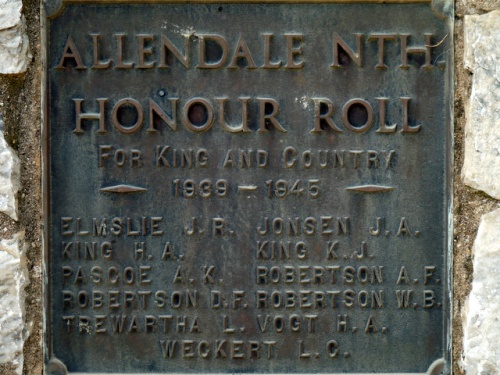 ALLENDALE NTH.
HONOUR ROLL
FOR KING AND COUNTRY
1939 - 1945
ELMSLIE J.R. JONSEN J.A.
KING H.A. KING K.J.
PASCOE A.K. ROBERTSON A.F.
ROBERTSON D.F. ROBERTSON W.B.
TREWARTHA L. VOGT H.A.
WECKERT L.C.